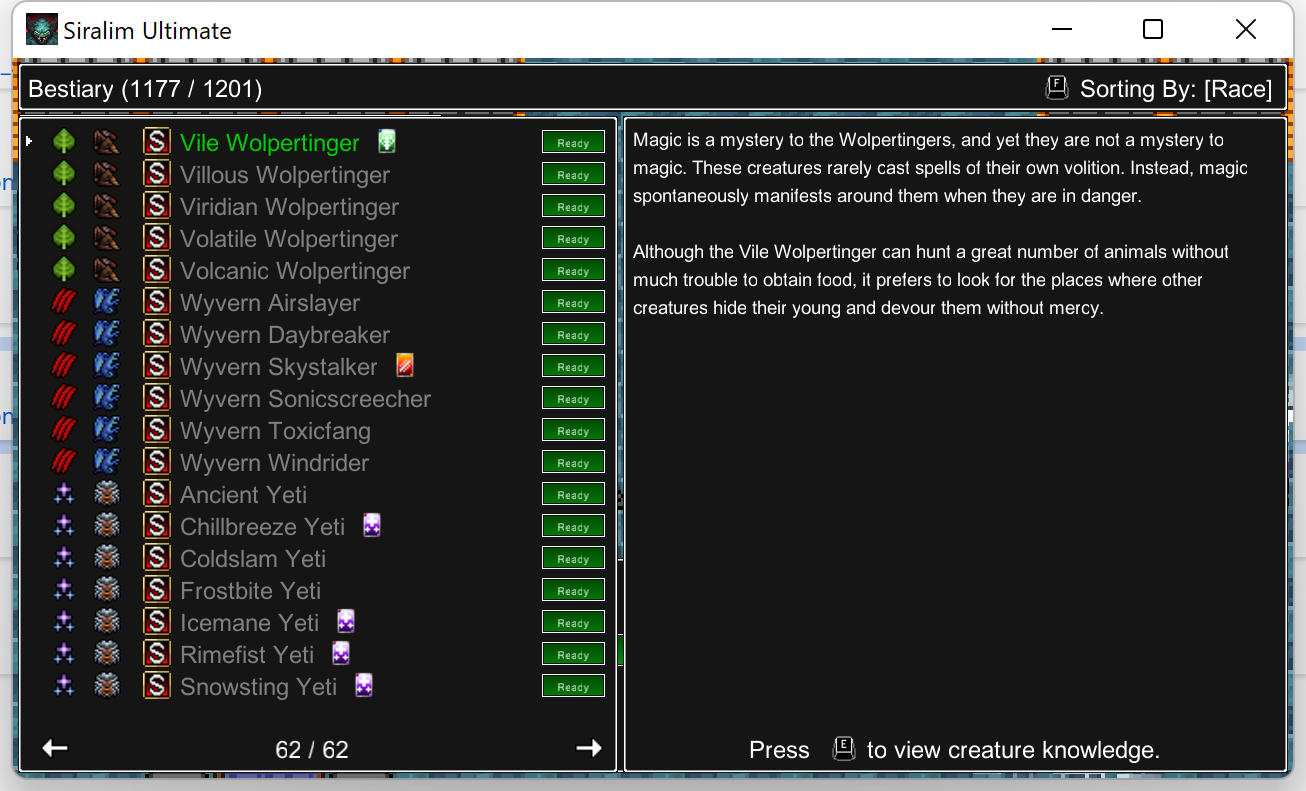 Siralim Ultimate
Bestiary (1177 / 1201)
F Sorting By: [Race]
S Vile Wolpertinger Ready
S Villous Wolpertinger Ready
S Viridian Wolpertinger Ready
S Volatile Wolpertinger Ready
S Volcanic Wolpertinger Ready
S Wyvern Airslayer Ready
S Wyvern Daybreaker Ready
S Wyvern Skystalker Ready
S Wyvern Sonicscreecher Ready
S Wyvern Toxicfang Ready
S Wyvern Windrider Ready
S Ancient Yeti Ready
S Chillbreeze Yeti Ready
S Coldslam Yeti Ready
S Frostbite Yeti Ready
S Icemane Yeti Ready
S Rimefist Yeti Ready
S Snowsting Yeti Ready
62 / 62
Magic is a mystery to the Wolpertingers, and yet they are not a mystery to
magic. These creatures rarely cast spells of their own volition. Instead, magic
spontaneously manifests around them when they are in danger.
Although the Vile Wolpertinger can hunt a great number of animals without
much trouble to obtain food, it prefers to look for the places where other
creatures hide their young and devour them without mercy.
Press E to view creature knowledge.